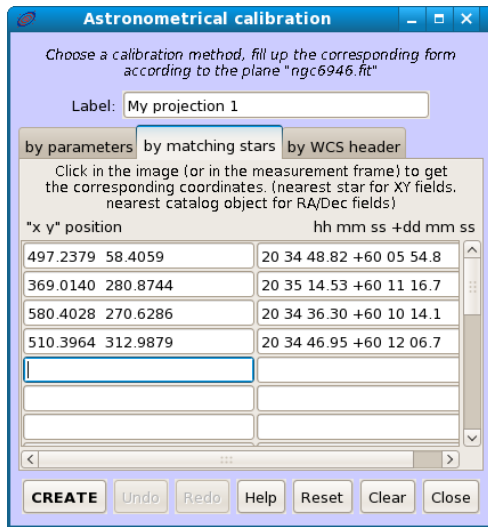 Astronometrical calibration
Choose a calibration method, fill up the corresponding form
according to the plane "ngc6946.fit"
Label: My projection 1
by parameters by matching stars by WCS header
Click in the image (or in the measurement frame) to get
the corresponding coordinates. (nearest star for XY fields.
nearest catalog object for RA/Dec fields)
"x y" position hh mm ss +dd mm ss
497.2379 58.4059 20 34 48.82 +60 05 54.8
369.0140 280.8744 20 35 14.53 +60 11 16.7
580.4028 270.6286 20 34 36.30 +60 10 14.1
510.3964 312.9879 20 34 46.95 +60 12 06.7
CREATE Undo Redo Help Reset Clear Close